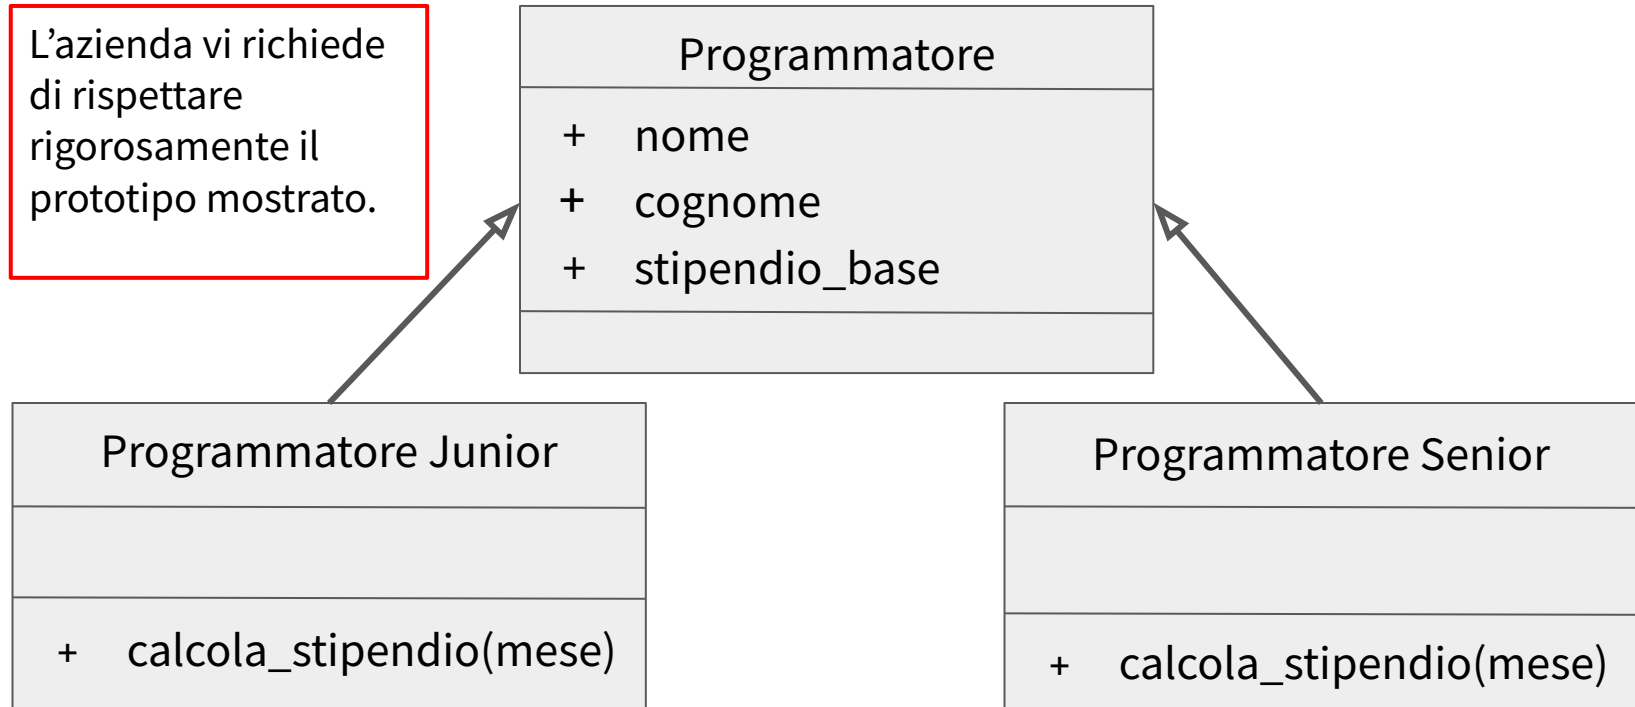 L’azienda vi richiede
di rispettare
rigorosamente il
prototipo mostrato.
Programmatore
+ nome
+ cognome
+ stipendio_base
Programmatore Junior
+ calcola_stipendio(mese)
Programmatore Senior
+ calcola_stipendio(mese)